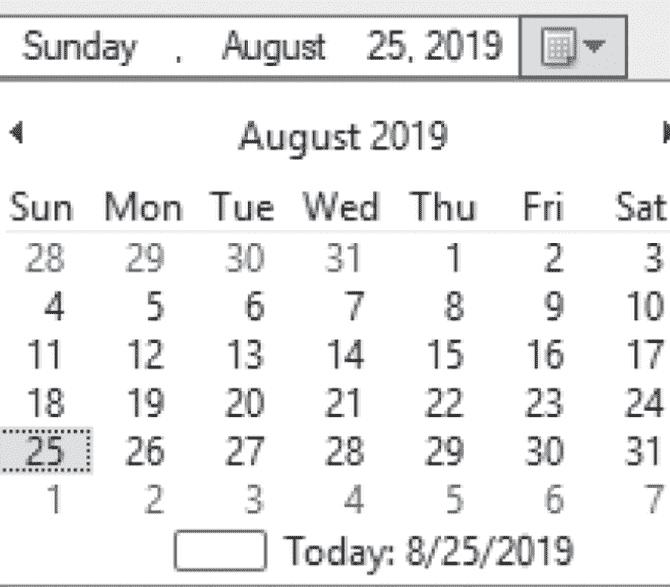 Sunday , August 25, 2019
August 2019
Sun Mon Tue Wed Thu Fri Sat
28 29 30 31 1 2 3
4 5 6 7 8 9 10
11 12 13 14 15 16 17
18 19 20 21 22 23 24
25 26 27 28 29 30 31
1 2 3 4 5 6 7
Today: 8/25/2019